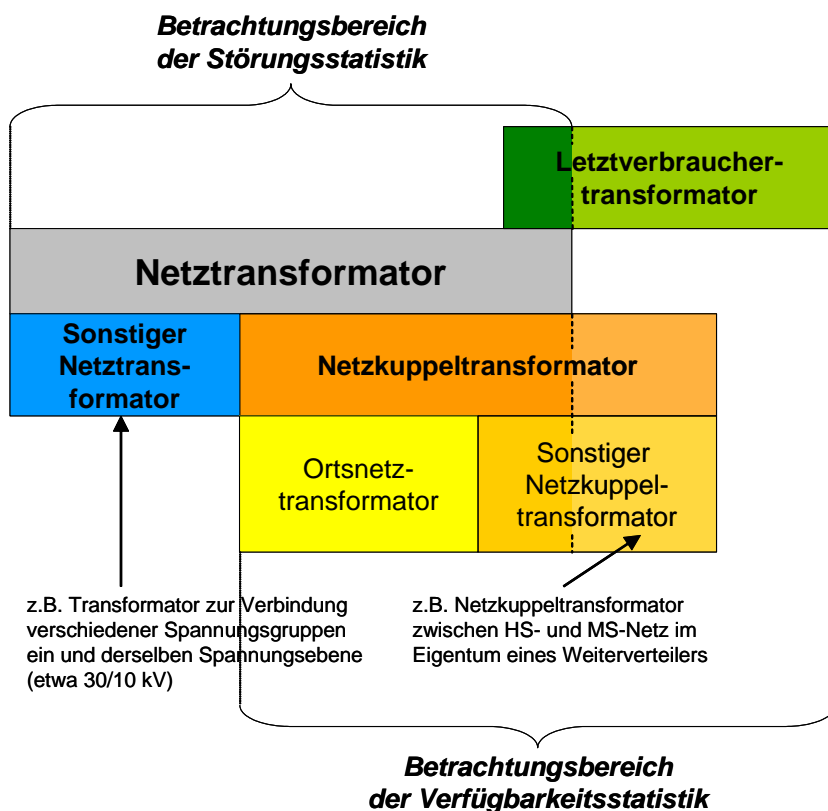 Betrachtungsbereich
der Störungsstatistik
Letztverbraucher-
transformator
Netztransformator
Sonstiger
Netztrans-
formator
Netzkuppeltransformator
Ortsnetz-
transformator
Sonstiger
Netzkuppel-
transformator
z.B. Transformator zur Verbindung
verschiedener Spannungsgruppen
ein und derselben Spannungsebene
(etwa 30/10 kV)
z.B. Netzkuppeltransformator
zwischen HS- und MS-Netz im
Eigentum eines Weiterverteilers
Betrachtungsbereich
der Verfügbarkeitsstatistik